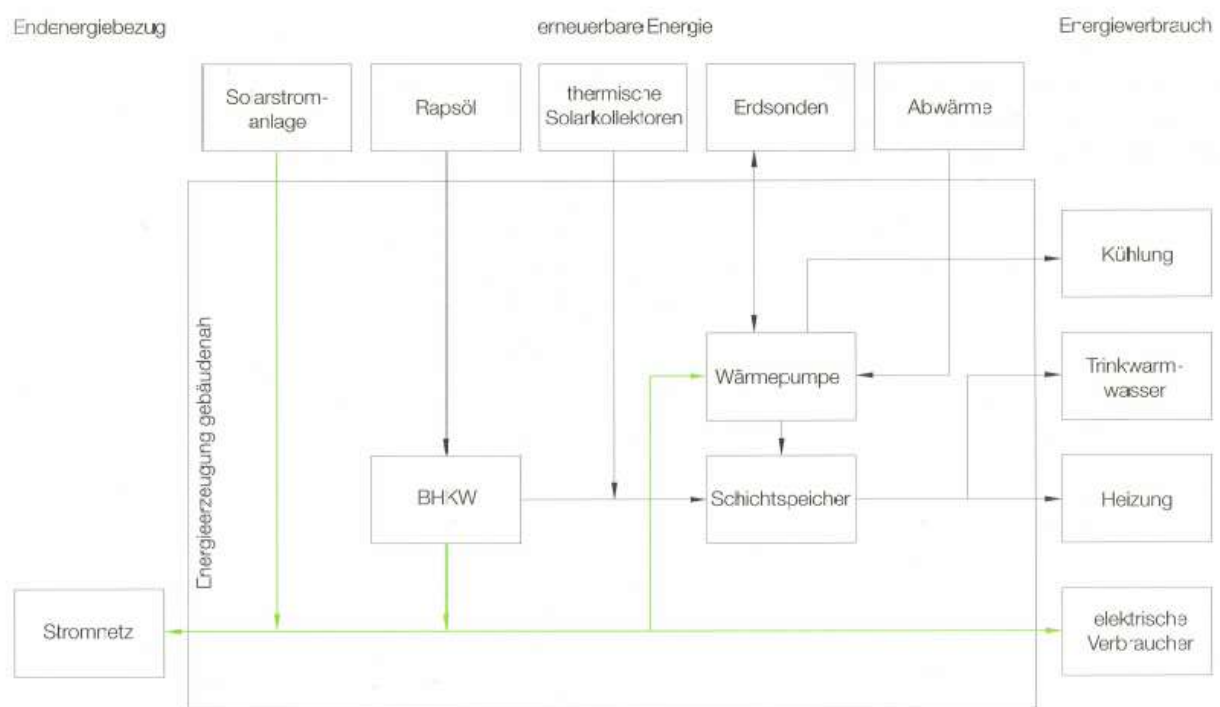 Endenergiebezug
erneuerbare Energie
Energieverbrauch
Solarstrom-
anlage
Rapsöl
thermische
Solarkollektoren
Erdsonden
Abwärme
Kühlung
Wärmepumpe
Trinkwarm-
wasser
Energieerzeugung gebäudenah
BHKW
Schichtspeicher
Heizung
Stromnetz
elektrische
Verbraucher